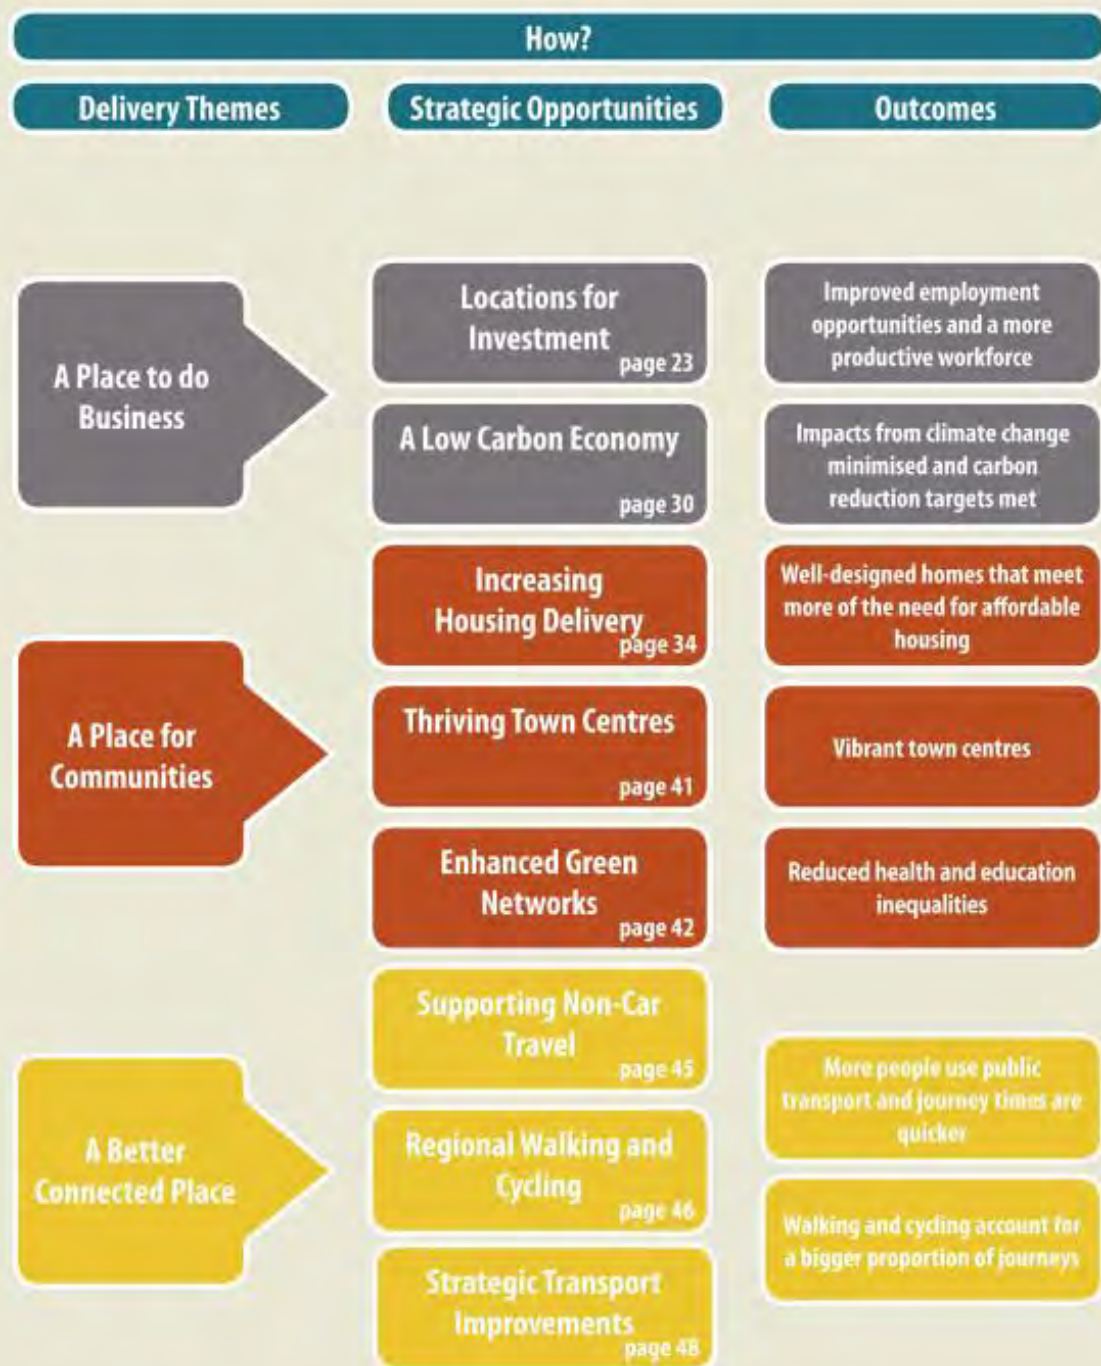 How?
Delivery Themes
Strategic Opportunities
Outcomes
A Place to do
Business
Locations for
Investment
page 23
Improved employment
opportunities and a more
productive workforce
A Low Carbon Economy
page 30
Impacts from climate change
minimised and carbon
reduction targets met
A Place for
Communities
Increasing
Housing Delivery
page 34
Well-designed homes that meet
more of the need for affordable
housing
Thriving Town Centres
page 41
Vibrant town centres
Enhanced Green
Networks
page 42
Reduced health and education
inequalities
A Better
Connected Place
Supporting Non-Car
Travel
page 45
More people use public
transport and journey times are
quicker
Regional Walking and
Cycling
page 46
Walking and cycling account for
a bigger proportion of journeys
Strategic Transport
Improvements
page 48